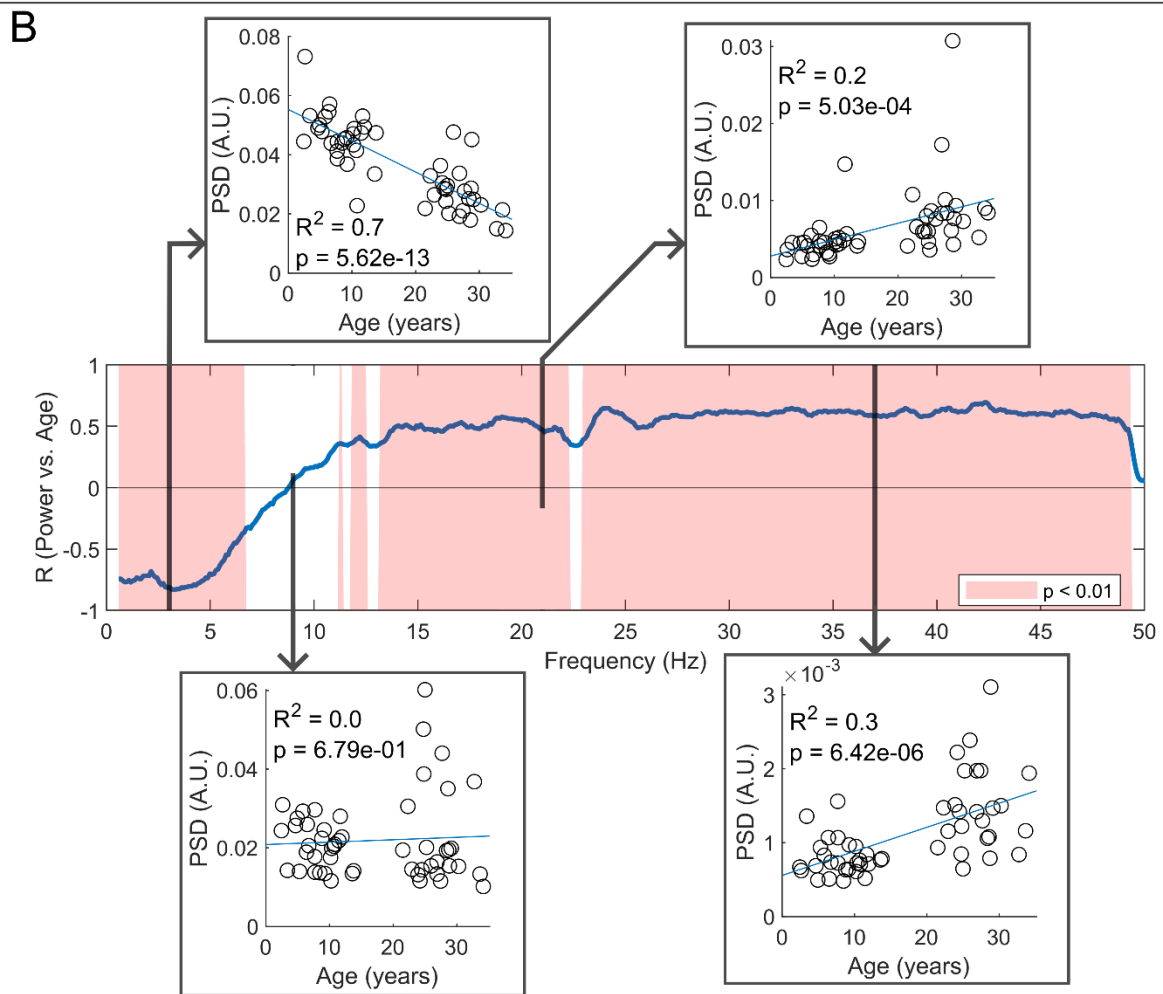 B
0.08
0.06
0.04
0.02
0
PSD (A.U.)
R² = 0.7
p = 5.62e-13
0 10 20 30
Age (years)
0.03
0.02
0.01
0
PSD (A.U.)
R² = 0.2
p = 5.03e-04
0 10 20 30
Age (years)
1
0.5
0
-0.5
-1
R (Power vs. Age)
p < 0.01
0 5 10 15 20 25 30 35 40 45 50
Frequency (Hz)
0.06
0.04
0.02
0
PSD (A.U.)
R² = 0.0
p = 6.79e-01
0 10 20 30
Age (years)
×10⁻³
3
2
1
0
PSD (A.U.)
R² = 0.3
p = 6.42e-06
0 10 20 30
Age (years)